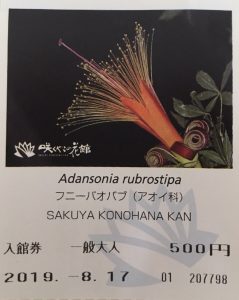 咲くやこの花館
Adansonia rubrostipa
フニーバオバブ（アオイ科）
SAKUYA KONOHANA KAN
入館券 一般大人 500円
2019.-8.17 01 207798